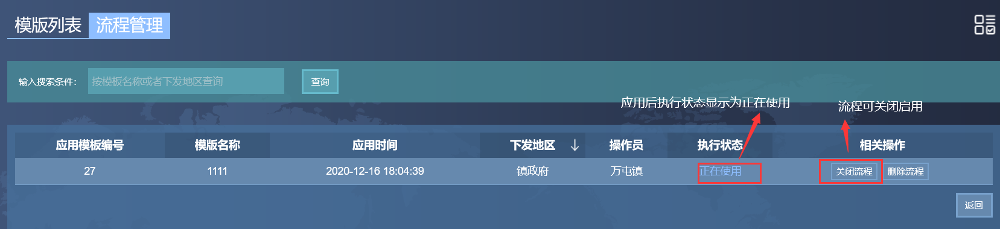 模版列表 流程管理
输入搜索条件: 按模板名称或者下发地区查询 查询
应用后执行状态显示为正在使用 流程可关闭启用
应用模板编号 模版名称 应用时间 下发地区 操作员 执行状态 相关操作
27 1111 2020-12-16 18:04:39 镇政府 万屯镇 正在使用 关闭流程 删除流程
返回